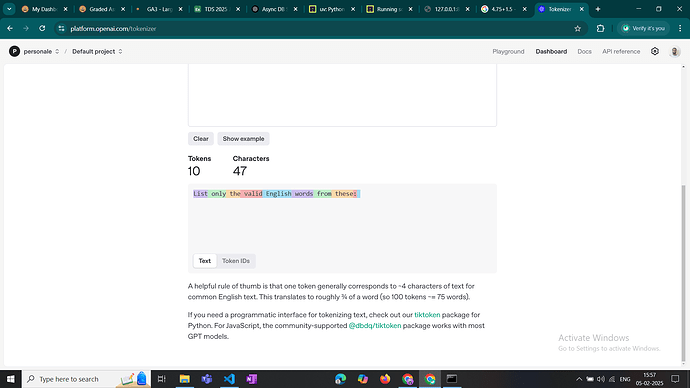 My Dashb
Graded As
GA3 - Larg
TDS 2025
Async DB
uv: Python
Running s
127.0.0.1:8
4.75+1.5
Tokenizer
platform.openai.com/tokenizer
Verify it's you
P personale / Default project
Playground Dashboard Docs API reference
Clear Show example
Tokens Characters
10 47
List only the valid English words from these:
Text Token IDs
A helpful rule of thumb is that one token generally corresponds to ~4 characters of text for
common English text. This translates to roughly ¾ of a word (so 100 tokens ~= 75 words).
If you need a programmatic interface for tokenizing text, check out our tiktoken package for
Python. For JavaScript, the community-supported @dbdq/tiktoken package works with most
GPT models.
Activate Windows
Go to Settings to activate Windows.
Type here to search
ENG
15:57
05-02-2025